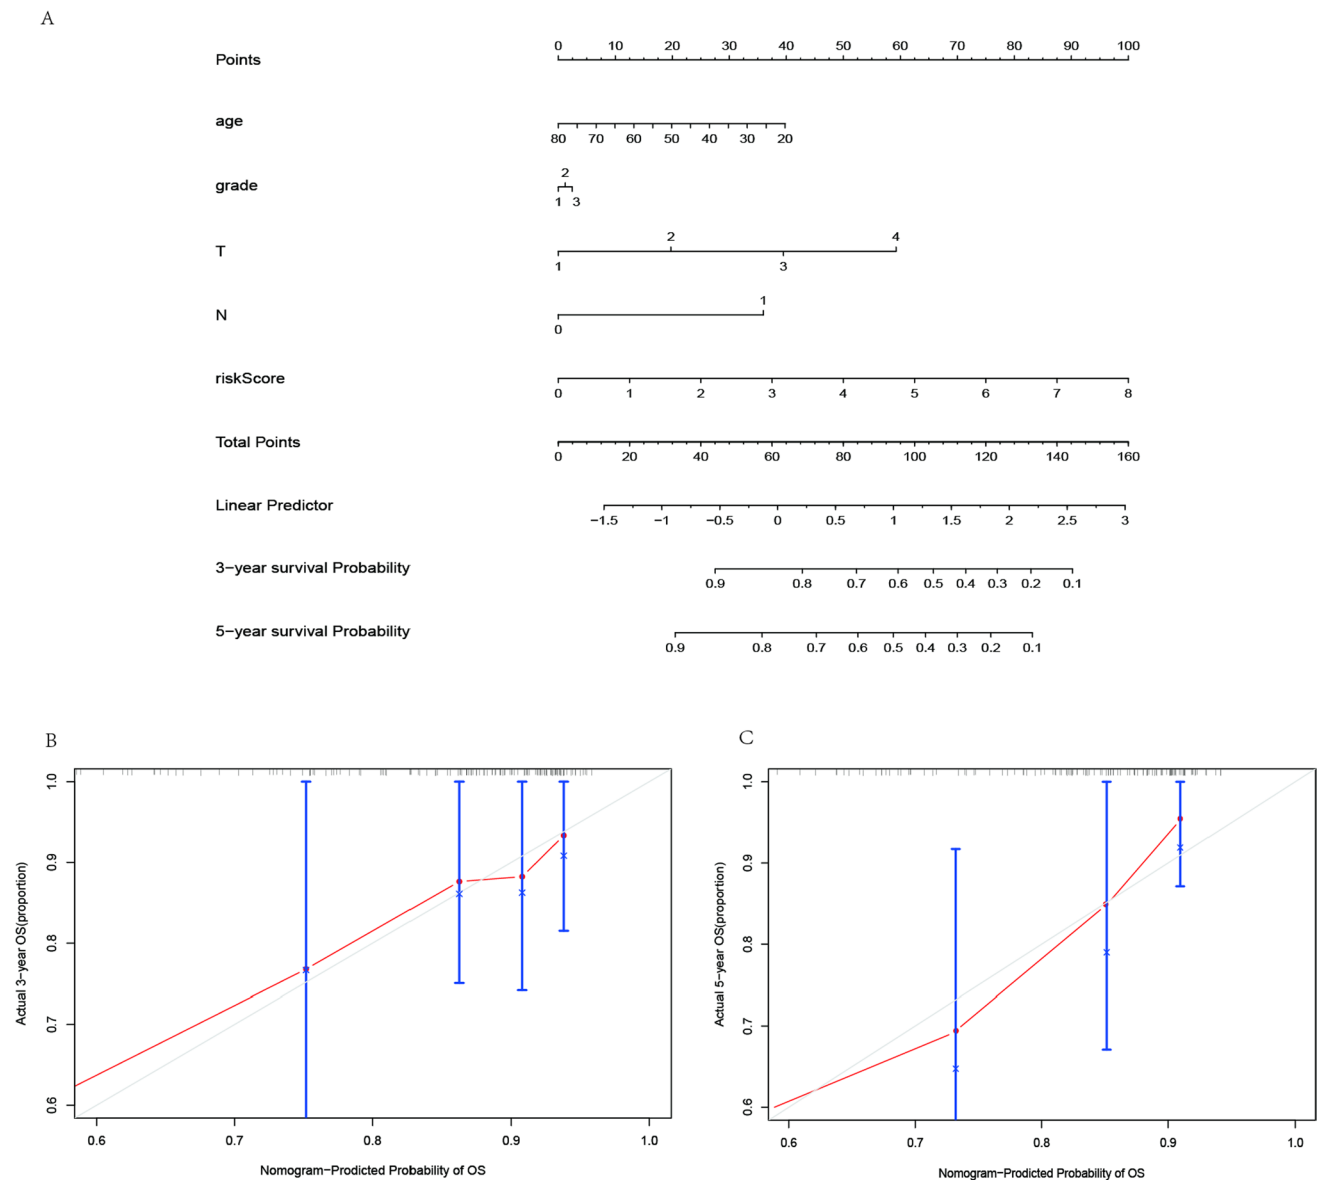 A
Points
0 10 20 30 40 50 60 70 80 90 100
age
80 70 60 50 40 30 20
grade
2
1 3
T
2 4
1 3
N
1
0
riskScore
0 1 2 3 4 5 6 7 8
Total Points
0 20 40 60 80 100 120 140 160
Linear Predictor
−1.5 −1 −0.5 0 0.5 1 1.5 2 2.5 3
3−year survival Probability
0.9 0.8 0.7 0.6 0.5 0.4 0.3 0.2 0.1
5−year survival Probability
0.9 0.8 0.7 0.6 0.5 0.4 0.3 0.2 0.1
B
Actual 3−year OS(proportion)
1.0
0.9
0.8
0.7
0.6
0.6 0.7 0.8 0.9 1.0
Nomogram−Prodicted Probability of OS
C
Actual 5−year OS(proportion)
1.0
0.9
0.8
0.7
0.6
0.6 0.7 0.8 0.9 1.0
Nomogram−Prodicted Probability of OS